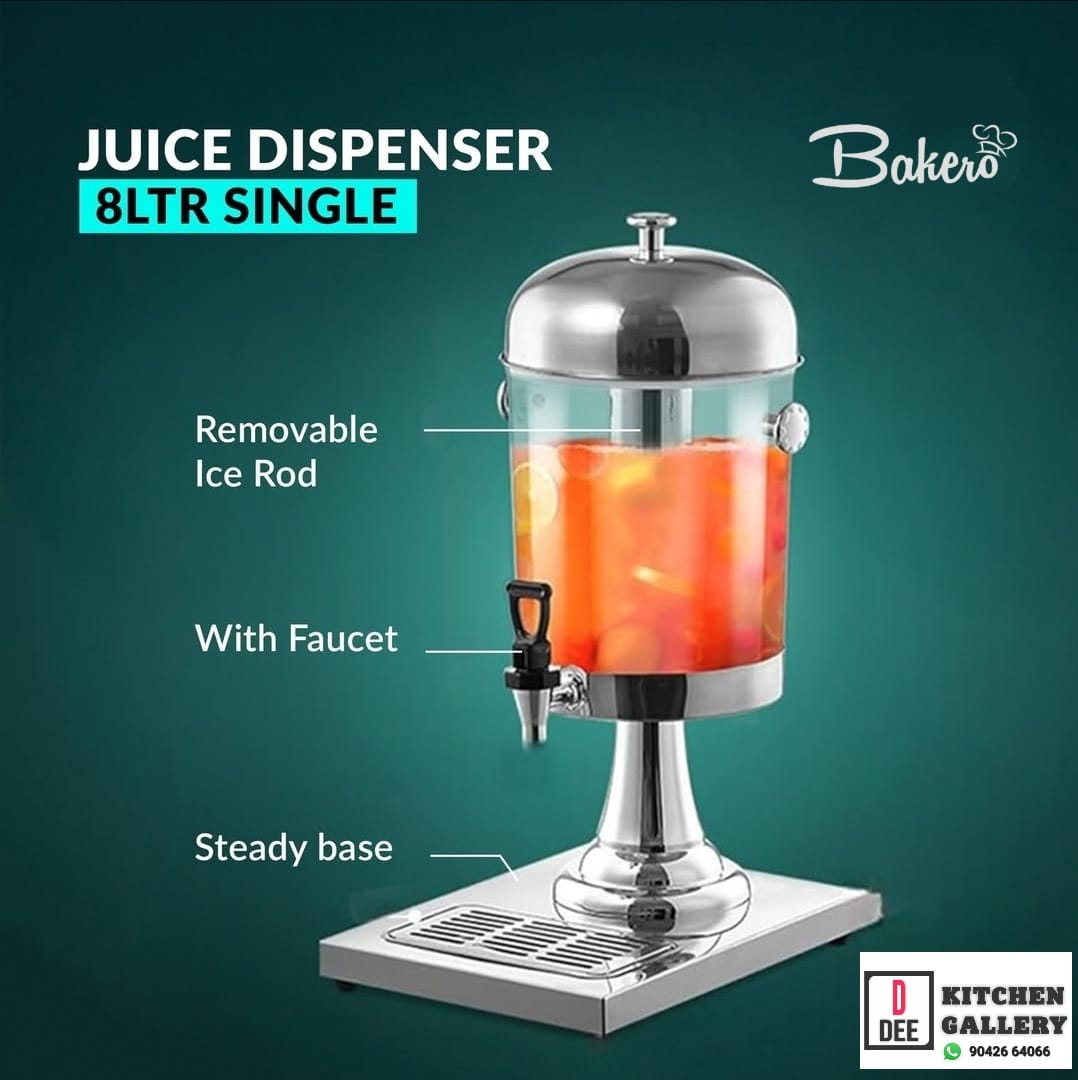 JUICE DISPENSER
8LTR SINGLE
Bakero
Removable
Ice Rod
With Faucet
Steady base
D
DEE
KITCHEN
GALLERY
90426 64066